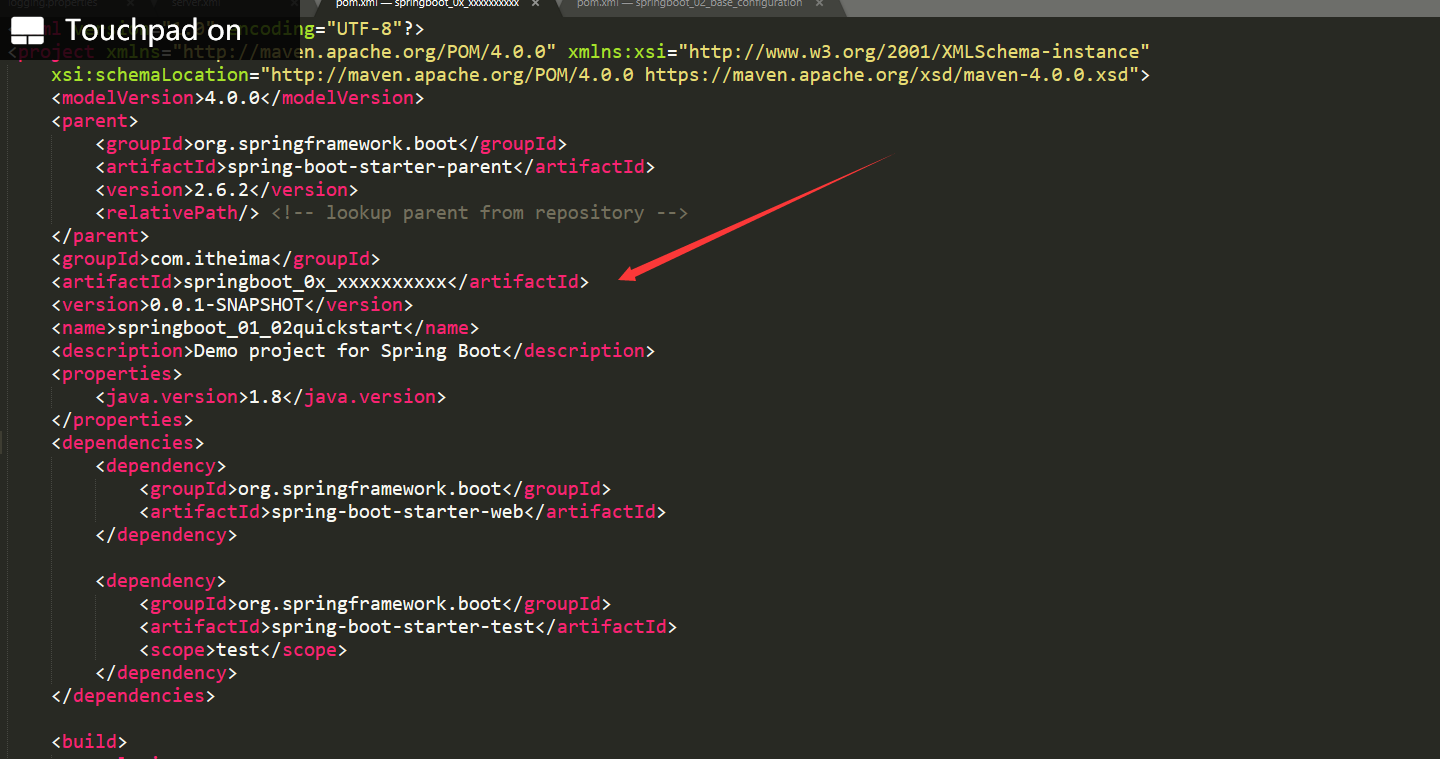 logging.properties × server.xml × pom.xml — springboot_0x_xxxxxxxxxx × pom.xml — springboot_02_base_configuration ×
Touchpad on
encoding="UTF-8"?>
<project xmlns="http://maven.apache.org/POM/4.0.0" xmlns:xsi="http://www.w3.org/2001/XMLSchema-instance"
xsi:schemaLocation="http://maven.apache.org/POM/4.0.0 https://maven.apache.org/xsd/maven-4.0.0.xsd">
<modelVersion>4.0.0</modelVersion>
<parent>
<groupId>org.springframework.boot</groupId>
<artifactId>spring-boot-starter-parent</artifactId>
<version>2.6.2</version>
<relativePath/> <!-- lookup parent from repository -->
</parent>
<groupId>com.itheima</groupId>
<artifactId>springboot_0x_xxxxxxxxxx</artifactId>
<version>0.0.1-SNAPSHOT</version>
<name>springboot_01_02quickstart</name>
<description>Demo project for Spring Boot</description>
<properties>
<java.version>1.8</java.version>
</properties>
<dependencies>
<dependency>
<groupId>org.springframework.boot</groupId>
<artifactId>spring-boot-starter-web</artifactId>
</dependency>
<dependency>
<groupId>org.springframework.boot</groupId>
<artifactId>spring-boot-starter-test</artifactId>
<scope>test</scope>
</dependency>
</dependencies>
<build>